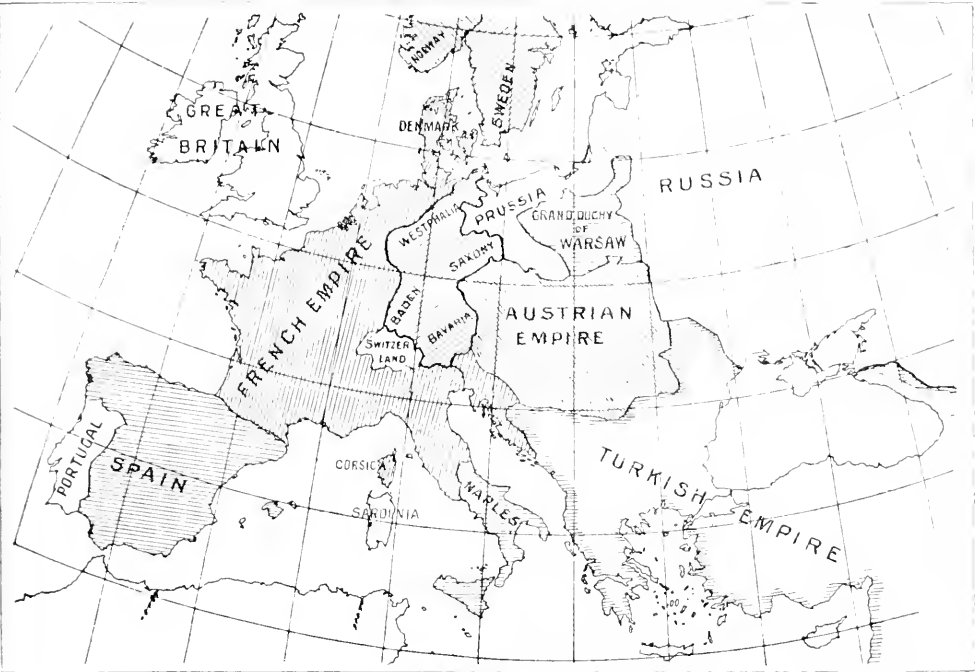 NORWAY
SWEDEN
GREAT
BRITAIN
DENMARK
RUSSIA
PRUSSIA
WESTPHALIA
GRAND DUCHY
OF
WARSAW
SAXONY
FRENCH EMPIRE
BADEN
BAVARIA
AUSTRIAN
EMPIRE
SWITZER
LAND
PORTUGAL
SPAIN
CORSICA
SARDINIA
NAPLES
TURKISH EMPIRE